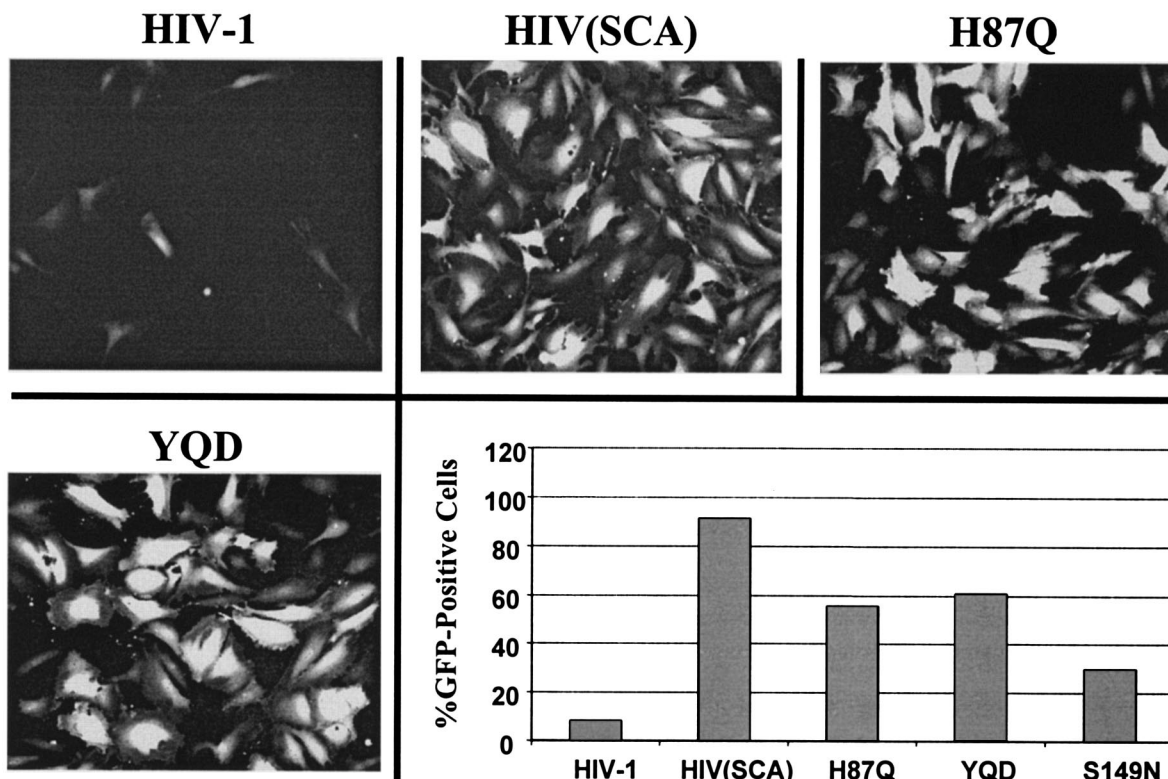 HIV-1
HIV(SCA)
H87Q
YQD
%GFP-Positive Cells
120
100
80
60
40
20
0
HIV-1
HIV(SCA)
H87Q
YQD
S149N